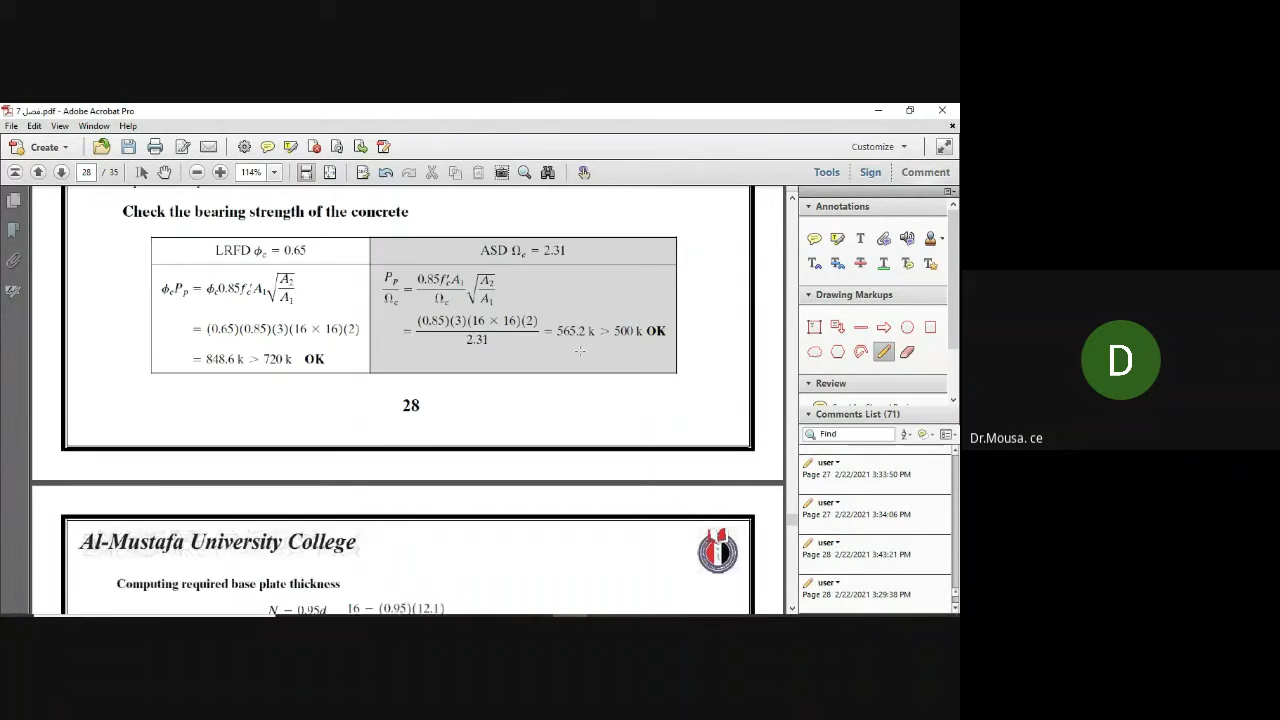 فصل 7.pdf - Adobe Acrobat Pro
File Edit View Window Help
Create Customize
28 / 35 114% Tools Sign Comment
Check the bearing strength of the concrete
LRFD ϕc = 0.65
ϕcPp = ϕc0.85f′cA1√(A2/A1)
= (0.65)(0.85)(3)(16 × 16)(2)
= 848.6 k > 720 k OK
ASD Ωc = 2.31
Pp/Ωc = 0.85f′cA1/Ωc √(A2/A1)
= (0.85)(3)(16 × 16)(2)/2.31 = 565.2 k > 500 k OK
28
Al-Mustafa University College
Computing required base plate thickness
N − 0.95d 16 − (0.95)(12.1)
Annotations
Drawing Markups
Review
Comments List (71)
Find
user
Page 27 2/22/2021 3:33:50 PM
user
Page 27 2/22/2021 3:34:06 PM
user
Page 28 2/22/2021 3:43:21 PM
user
Page 28 2/22/2021 3:29:38 PM
D
Dr.Mousa. ce